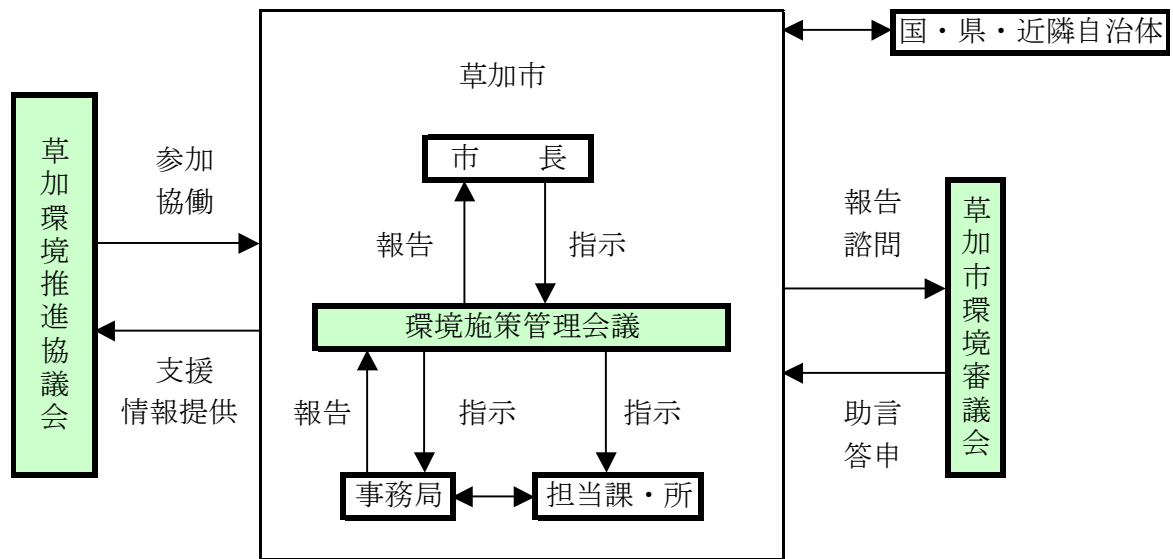 国・県・近隣自治体
草加市
草加環境推進協議会
参加
協働
支援
情報提供
市　　長
報告
指示
環境施策管理会議
報告
指示
指示
事務局
担当課・所
報告
諮問
助言
答申
草加市環境審議会